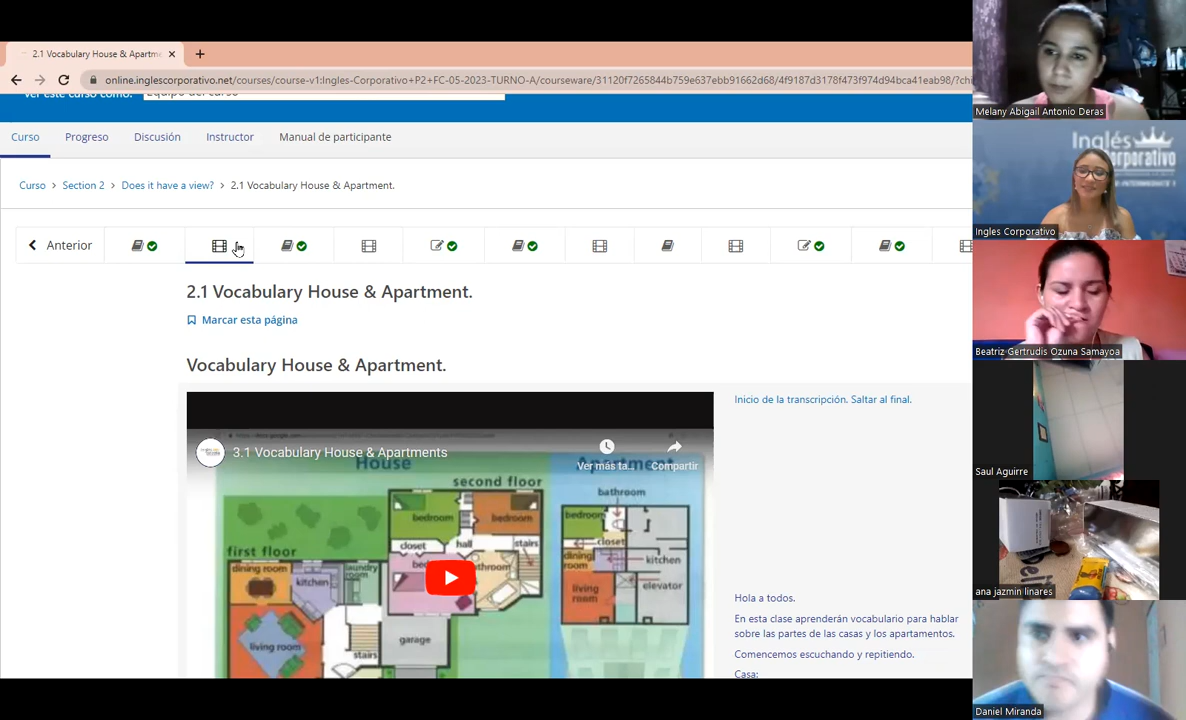 2.1 Vocabulary House & Apartme
online.inglescorporativo.net/courses/course-v1:Ingles-Corporativo+P2+FC-05-2023-TURNO-A/courseware/31120f7265844b759e637ebb91662d68/4f9187d3178f473f974d94bca41eab98/?chi
Ver este curso como:
Equipo del curso
Curso
Progreso
Discusión
Instructor
Manual de participante
Curso > Section 2 > Does it have a view? > 2.1 Vocabulary House & Apartment.
Anterior
2.1 Vocabulary House & Apartment.
Marcar esta página
Vocabulary House & Apartment.
3.1 Vocabulary House & Apartments
Ver más ta...
Compartir
House
Apartment
second floor
bathroom
bedroom
bedroom
bedroom
closet
hall
stairs
closet
first floor
dining room
kitchen
laundry room
dining room
kitchen
living room
elevator
garage
living room
stairs
Inicio de la transcripción. Saltar al final.
Hola a todos.
En esta clase aprenderán vocabulario para hablar
sobre las partes de las casas y los apartamentos.
Comencemos escuchando y repitiendo.
Casa:
Melany Abigail Antonio Deras
Inglés
Corporativo
Ingles Corporativo
Beatriz Gertrudis Ozuna Samayoa
Saul Aguirre
ana jazmin linares
Daniel Miranda